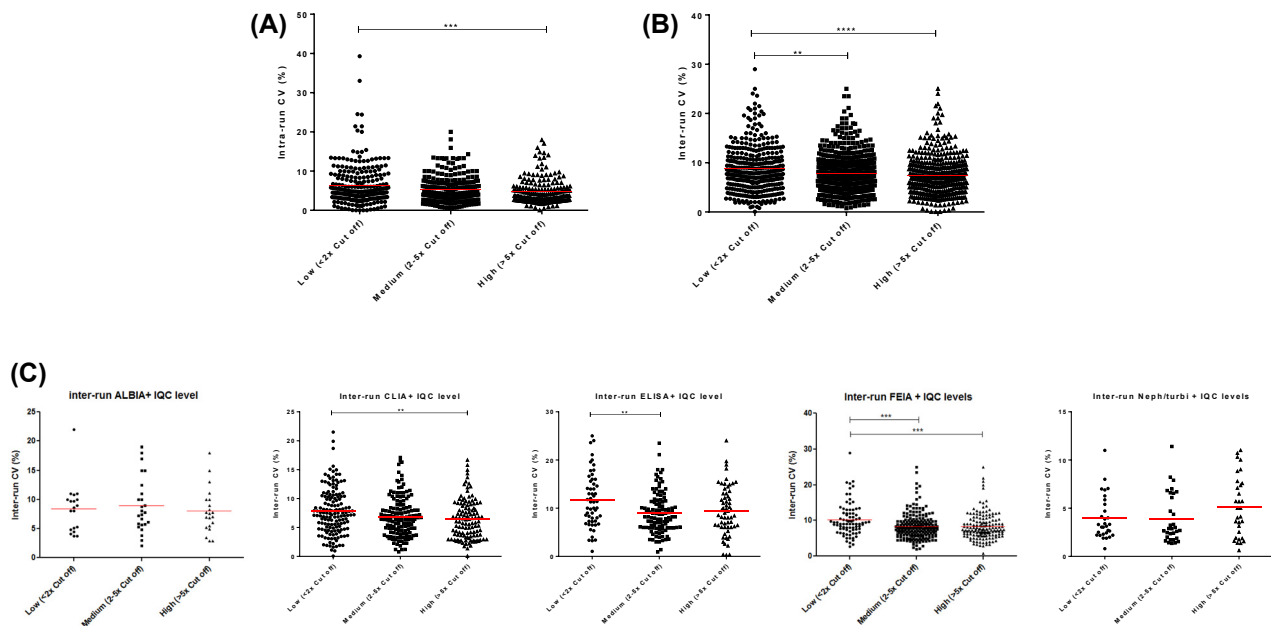 (A)
Intra-run CV (%)
50
40
30
20
10
0
***
Low (<2x Cut off)
Medium (2-5x Cut off)
High (>5x Cut off)
(B)
Inter-run CV (%)
40
30
20
10
0
****
**
Low (<2x Cut off)
Medium (2-5x Cut off)
High (>5x Cut off)
(C)
inter-run ALBIA+ IQC level
Inter-run CV (%)
25
20
15
10
5
0
Low (<2x Cut off)
Medium (2-5x Cut off)
High (>5x Cut off)
Inter-run CLIA+ IQC level
Inter-run CV (%)
25
20
15
10
5
0
**
Low (<2x Cut off)
Medium (2-5x Cut off)
High (>5x Cut off)
Inter-run ELISA+ IQC level
Inter-run CV (%)
30
20
10
0
**
Low (<2x Cut off)
Medium (2-5x Cut off)
High (>5x Cut off)
Inter-run FEIA + IQC levels
Inter-run CV (%)
40
30
20
10
0
***
***
Low (<2x Cut off)
Medium (2-5x Cut off)
High (>5x Cut off)
Inter-run Neph/turbi + IQC levels
Inter-run CV (%)
15
10
5
0
Low (<2x Cut off)
Medium (2-5x Cut off)
High (>5x Cut off)